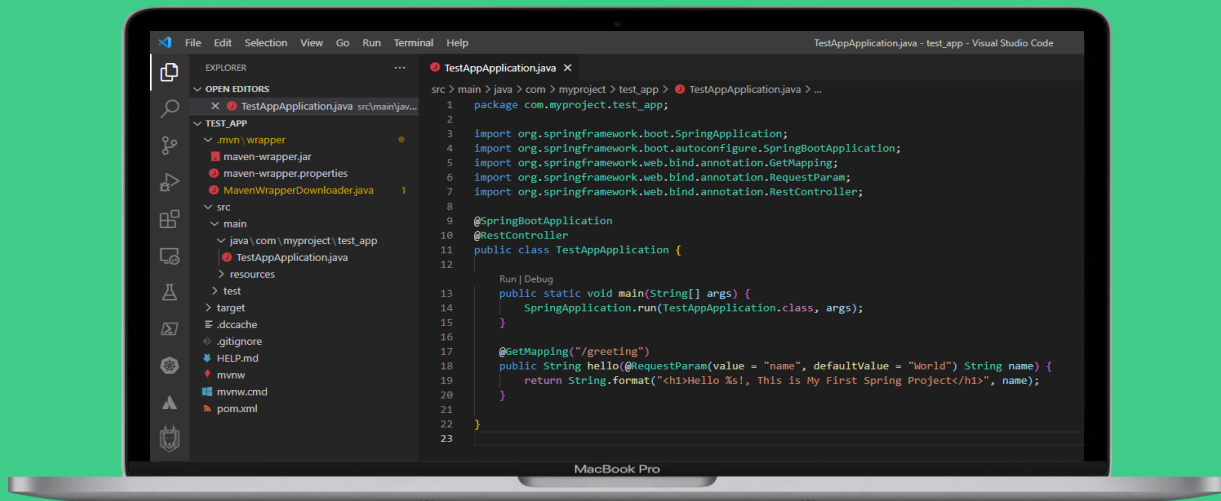 File Edit Selection View Go Run Terminal Help
TestAppApplication.java - test_app - Visual Studio Code
EXPLORER
OPEN EDITORS
TestAppApplication.java src\main\jav...
TEST_APP
.mvn\wrapper
maven-wrapper.jar
maven-wrapper.properties
MavenWrapperDownloader.java 1
src
main
java\com\myproject\test_app
TestAppApplication.java
resources
test
target
.dccache
.gitignore
HELP.md
mvnw
mvnw.cmd
pom.xml
TestAppApplication.java
src > main > java > com > myproject > test_app > TestAppApplication.java > ...
1 package com.myproject.test_app;
2
3 import org.springframework.boot.SpringApplication;
4 import org.springframework.boot.autoconfigure.SpringBootApplication;
5 import org.springframework.web.bind.annotation.GetMapping;
6 import org.springframework.web.bind.annotation.RequestParam;
7 import org.springframework.web.bind.annotation.RestController;
8
9 @SpringBootApplication
10 @RestController
11 public class TestAppApplication {
12
Run | Debug
13 public static void main(String[] args) {
14 SpringApplication.run(TestAppApplication.class, args);
15 }
16
17 @GetMapping("/greeting")
18 public String hello(@RequestParam(value = "name", defaultValue = "World") String name) {
19 return String.format("<h1>Hello %s!, This is My First Spring Project</h1>", name);
20 }
21
22 }
23
MacBook Pro